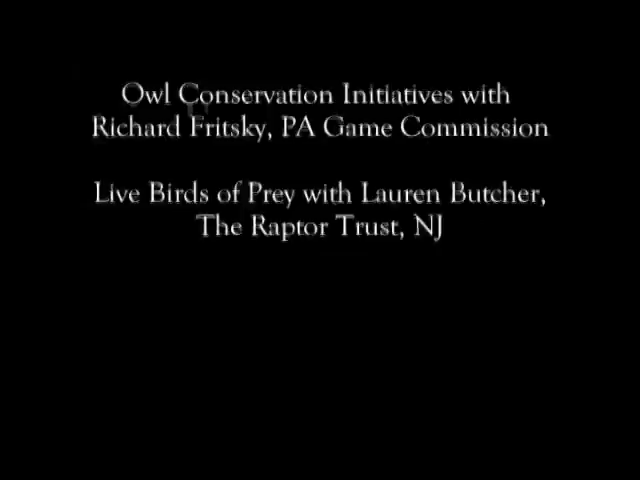 Owl Conservation Initiatives with
Richard Fritsky, PA Game Commission
Live Birds of Prey with Lauren Butcher,
The Raptor Trust, NJ